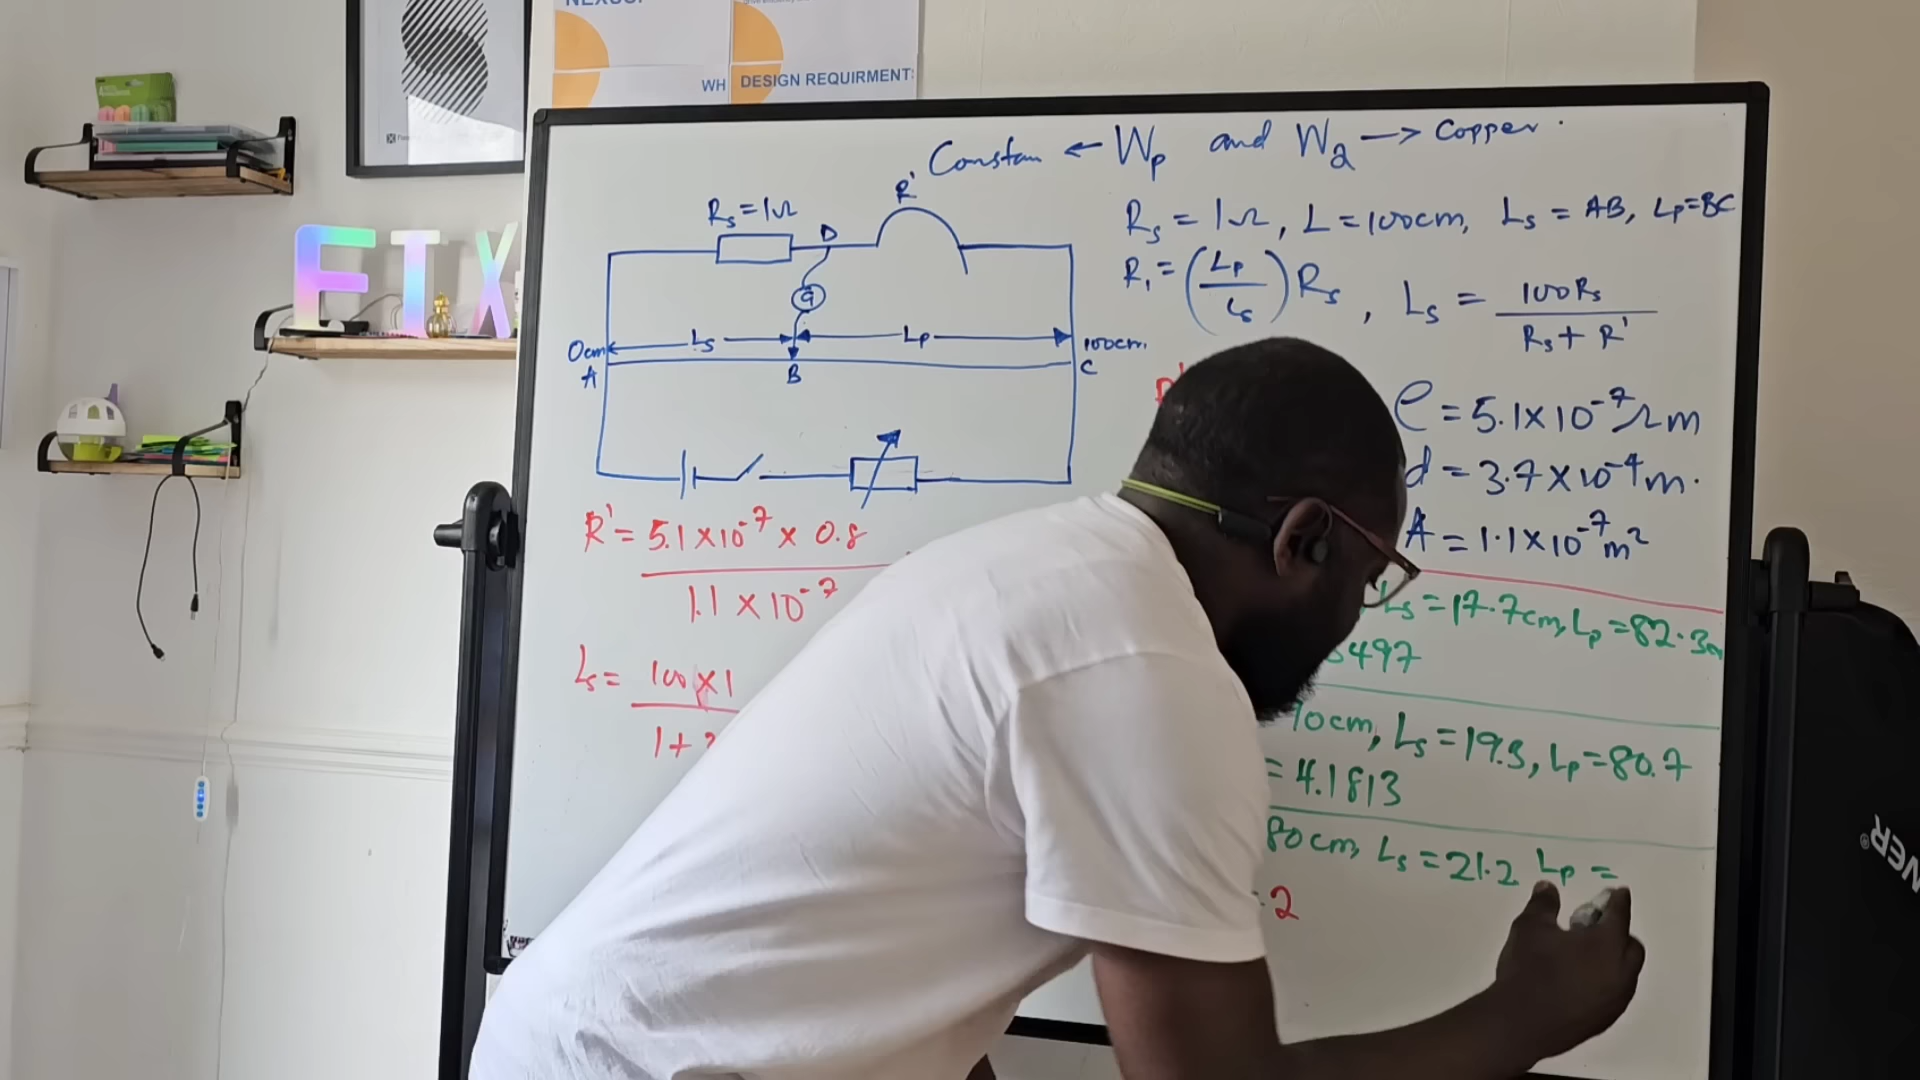 WH DESIGN REQUIRMENT
FIX
Constan ← Wp and W2 → Copper.
Rs = 1Ω
R'
D
G
0cm Ls Lp 100cm.
A B C
Rs = 1Ω, L = 100cm, Ls = AB, Lp = BC
R1 = (Lp / Ls) Rs, Ls = 100Rs / Rs + R'
ρ = 5.1 × 10⁻⁷ Ωm
d = 3.7 × 10⁻⁴ m.
A = 1.1 × 10⁻⁷ m²
R' = 5.1 × 10⁻⁷ × 0.8
1.1 × 10⁻⁷
Ls = 100 × 1
1 +
Ls = 17.7cm, Lp = 82.3
497
90cm, Ls = 19.3, Lp = 80.7
= 4.1813
80cm, Ls = 21.2 Lp =
.2